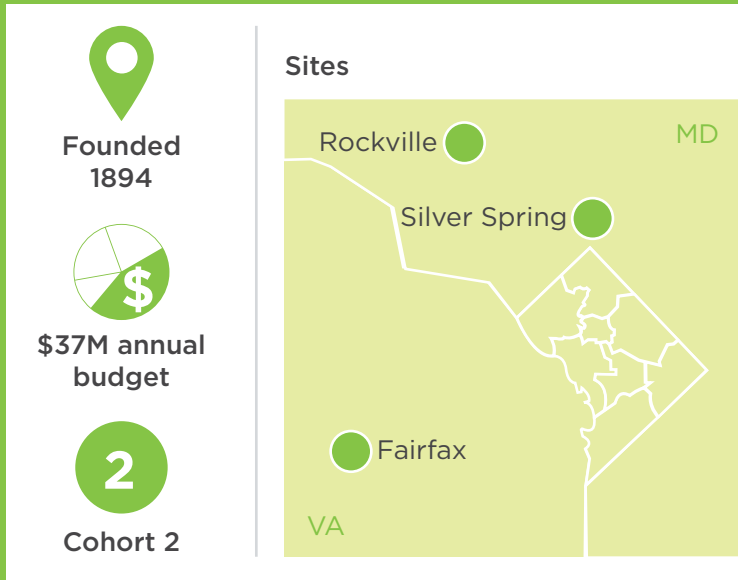 Founded
1894
$
$37M annual
budget
2
Cohort 2
Sites
Rockville
MD
Silver Spring
Fairfax
VA